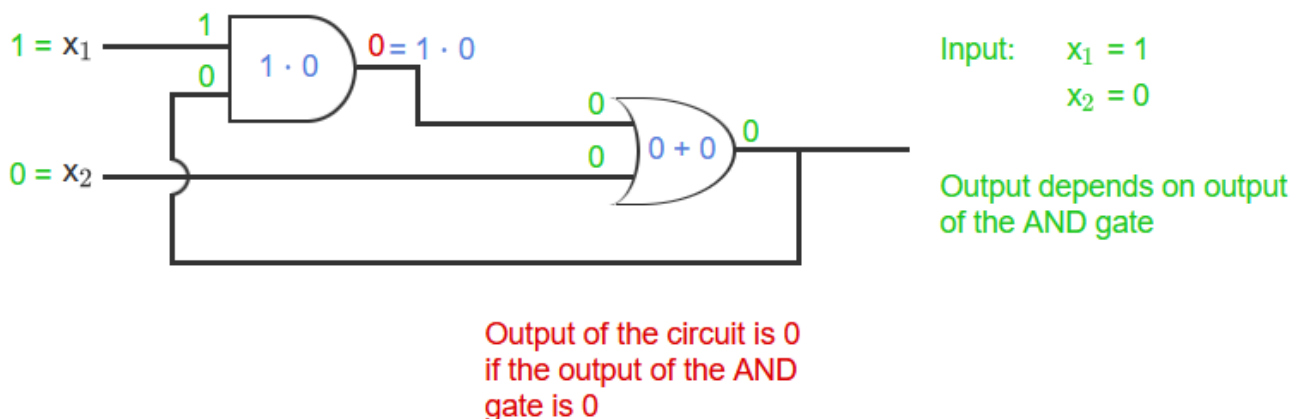 1 = x₁ 1 0 1 · 0 0 = 1 · 0
0 = x₂ 0 0 0 + 0 0
Input: x₁ = 1
x₂ = 0
Output depends on output
of the AND gate
Output of the circuit is 0
if the output of the AND
gate is 0